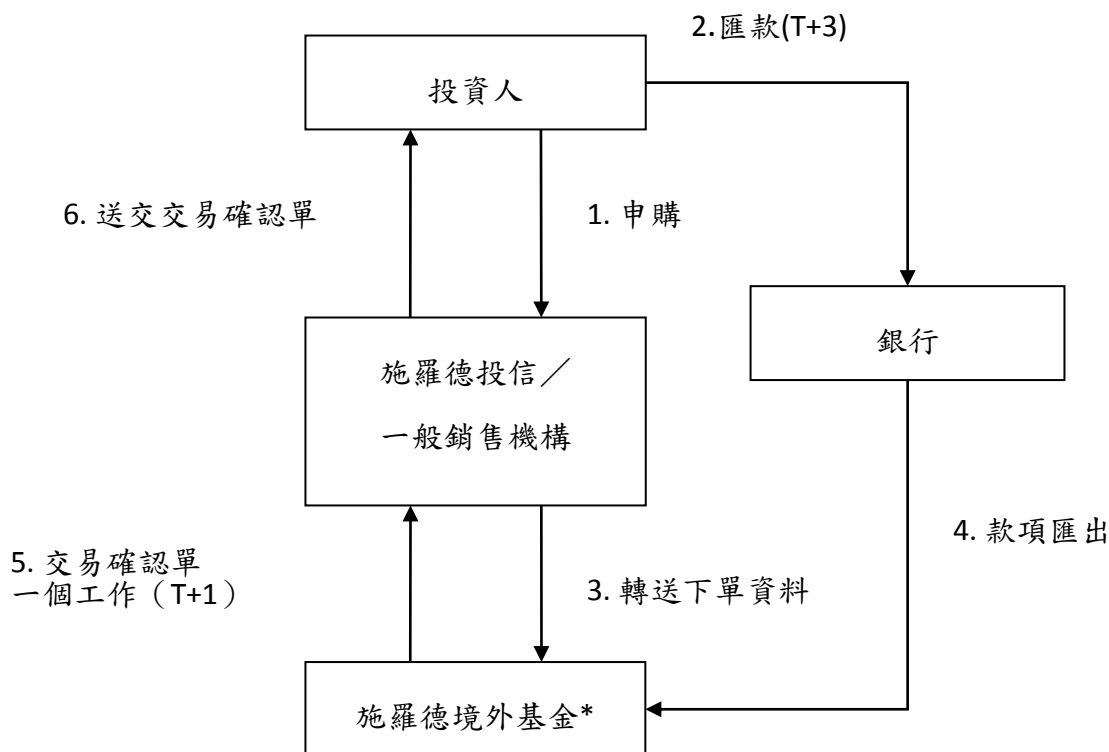 2.匯款(T+3)
投資人
6. 送交交易確認單
1. 申購
銀行
施羅德投信／
一般銷售機構
4. 款項匯出
5. 交易確認單
一個工作（T+1）
3. 轉送下單資料
施羅德境外基金*